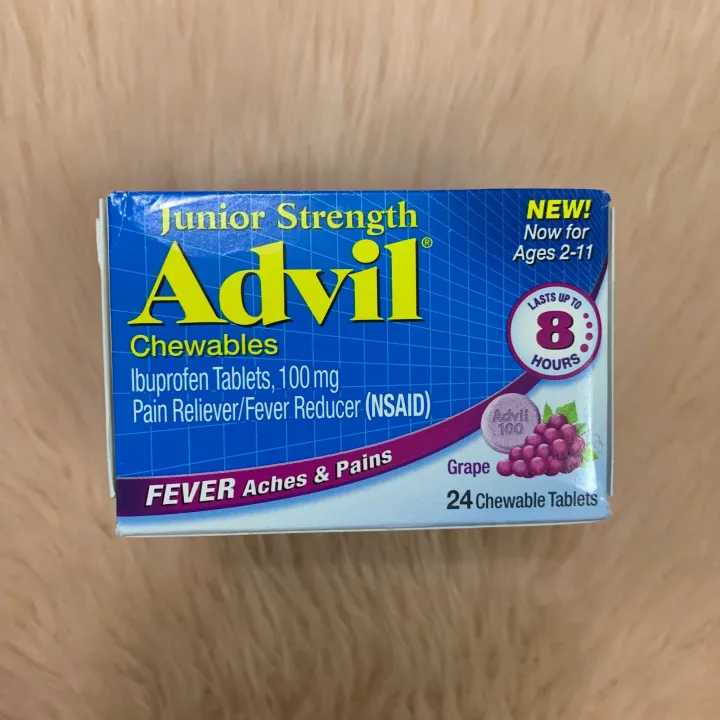 Junior Strength
Advil®
Chewables
Ibuprofen Tablets, 100 mg
Pain Reliever/Fever Reducer (NSAID)
FEVER Aches & Pains
NEW!
Now for
Ages 2-11
LASTS UP TO
8
HOURS
Advil
100
Grape
24 Chewable Tablets